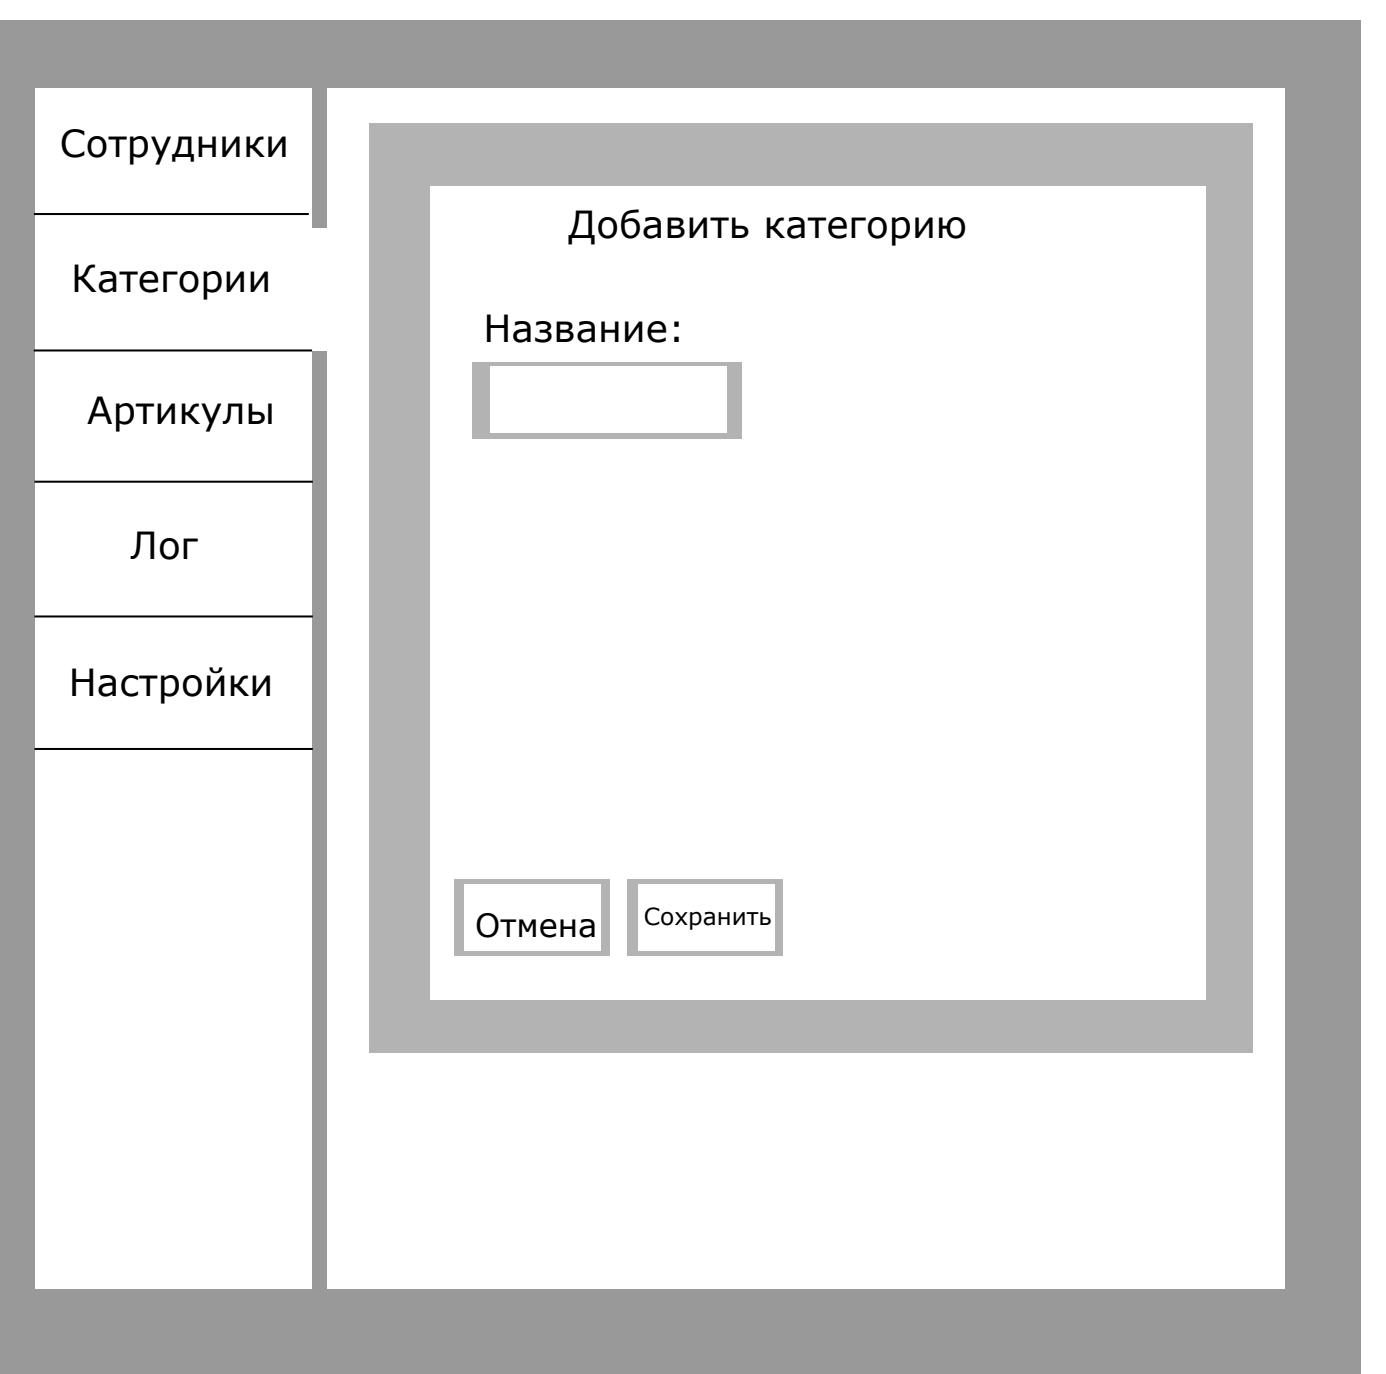 Сотрудники
Категории
Артикулы
Лог
Настройки
Добавить категорию
Название:
Отмена
Сохранить